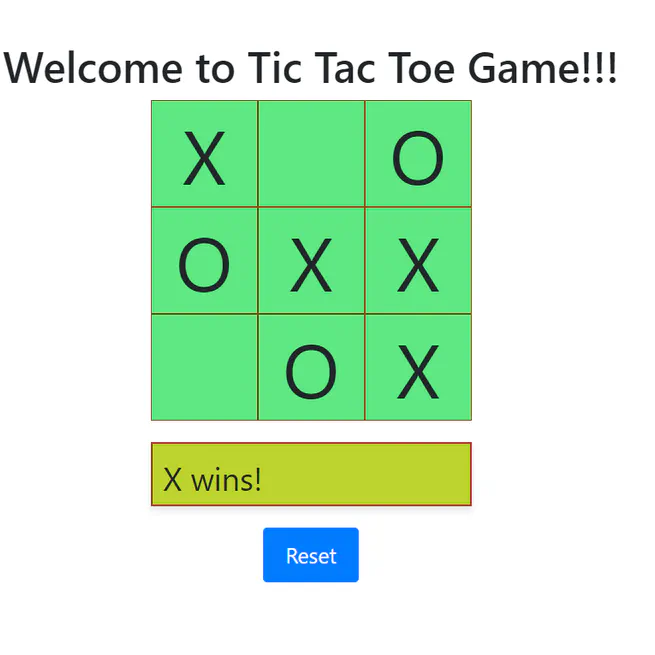 Welcome to Tic Tac Toe Game!!!
X O
O X X
O X
X wins!
Reset